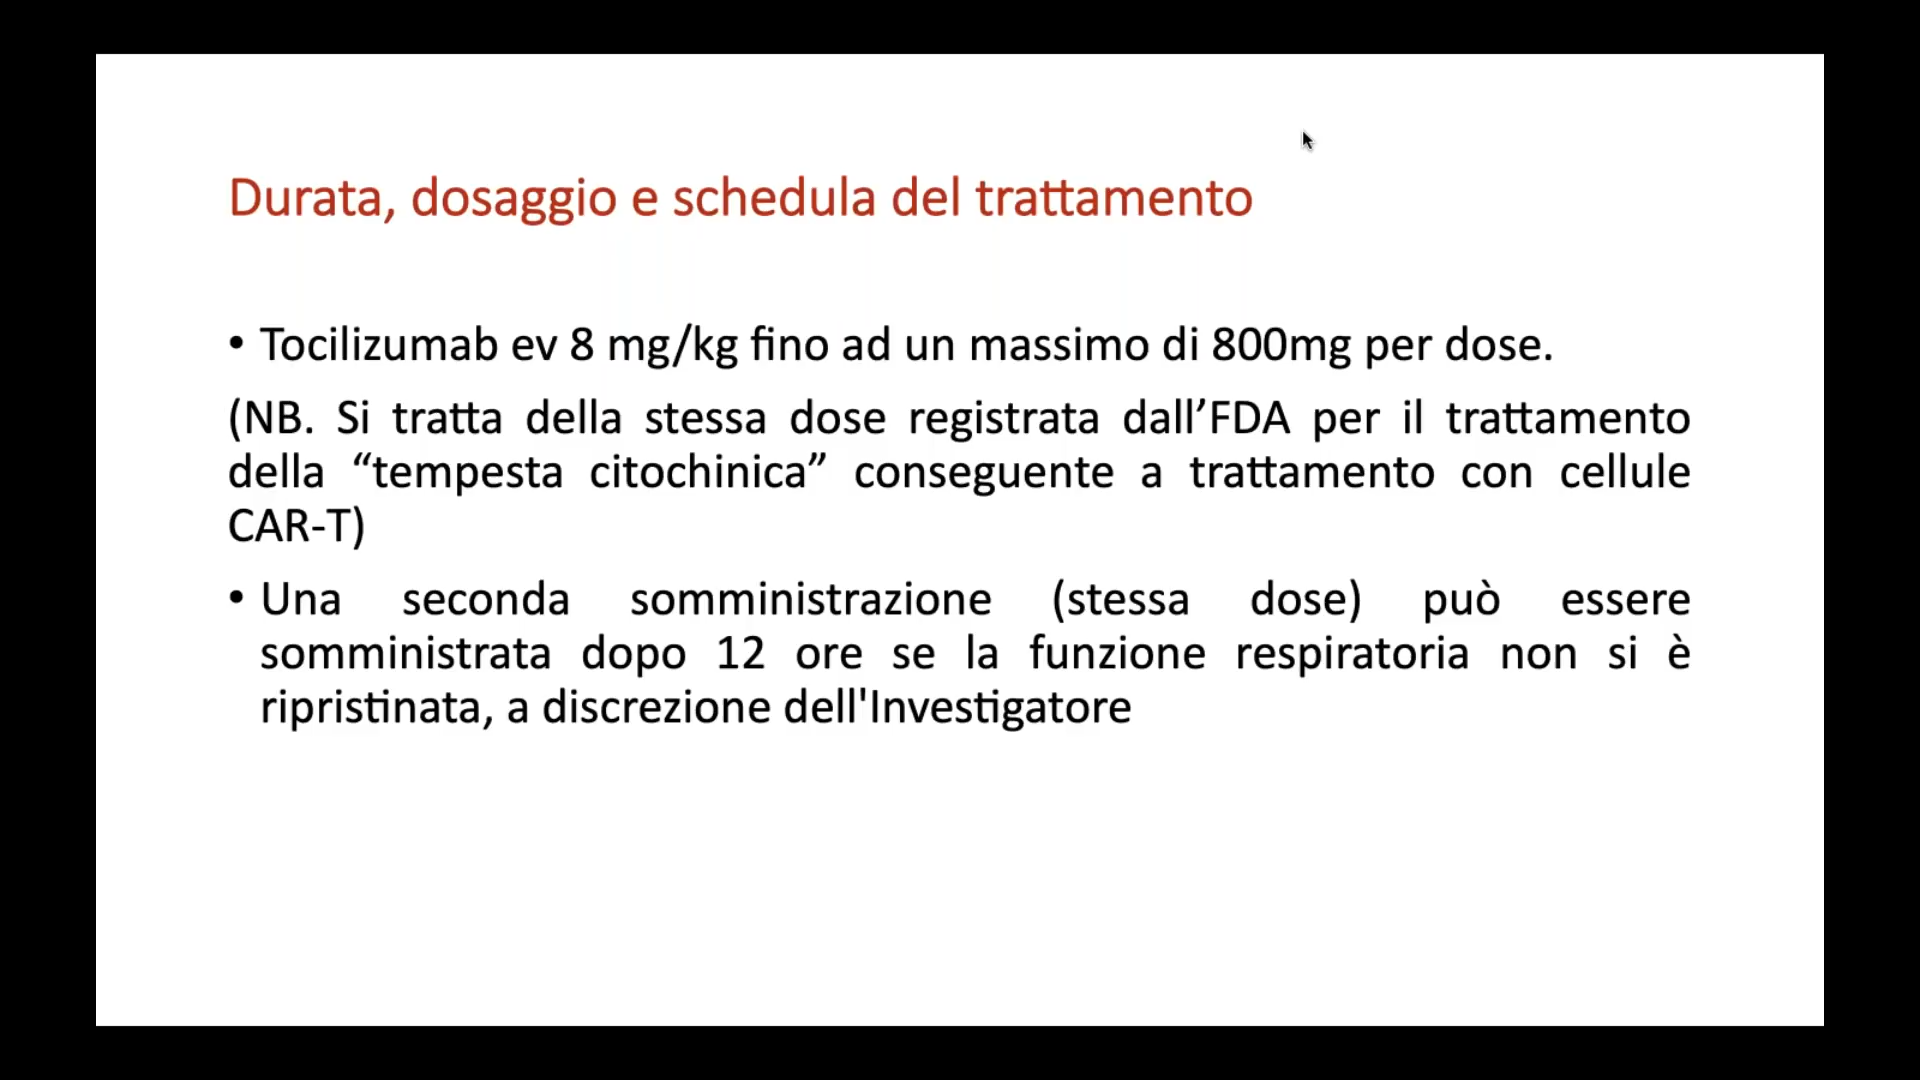 Durata, dosaggio e schedula del trattamento
• Tocilizumab ev 8 mg/kg fino ad un massimo di 800mg per dose.
(NB. Si tratta della stessa dose registrata dall’FDA per il trattamento
della “tempesta citochinica” conseguente a trattamento con cellule
CAR-T)
• Una seconda somministrazione (stessa dose) può essere
somministrata dopo 12 ore se la funzione respiratoria non si è
ripristinata, a discrezione dell'Investigatore